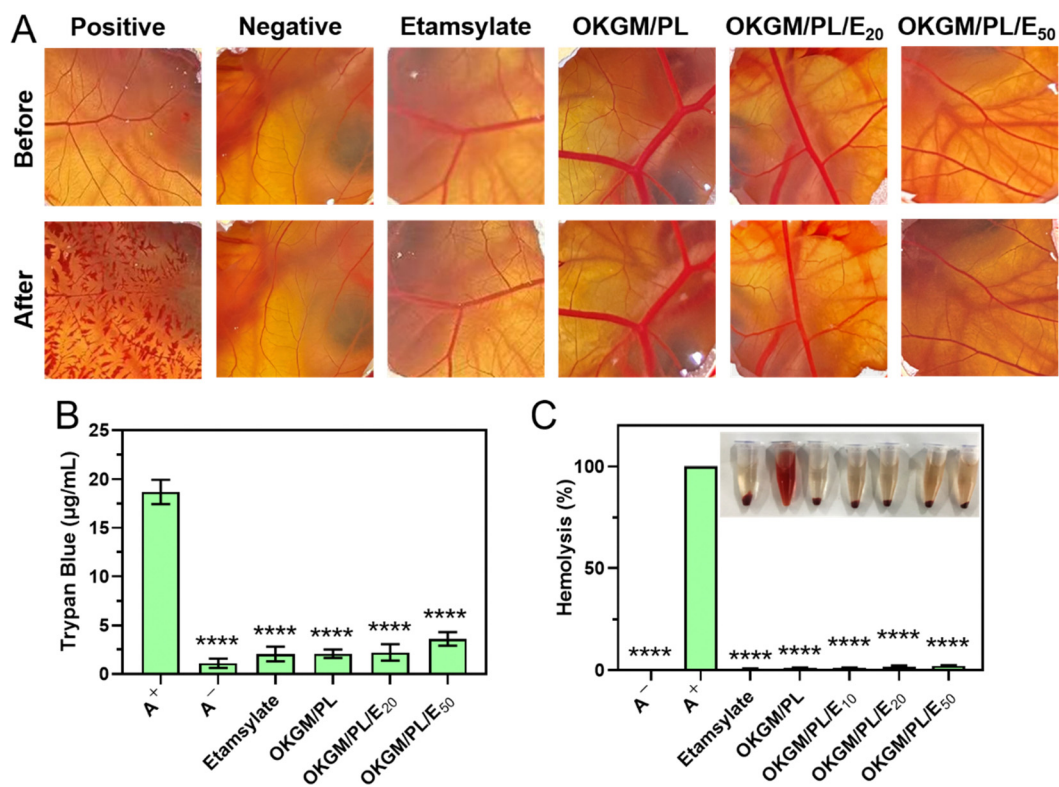 A
Positive Negative Etamsylate OKGM/PL OKGM/PL/E₂₀ OKGM/PL/E₅₀
Before
After
B
Trypan Blue (µg/mL)
25
20
15
10
5
0
**** **** **** **** ****
A⁺ A⁻ Etamsylate OKGM/PL OKGM/PL/E₂₀ OKGM/PL/E₅₀
C
Hemolysis (%)
100
50
0
**** **** **** **** **** ****
A⁻ A⁺ Etamsylate OKGM/PL OKGM/PL/E₁₀ OKGM/PL/E₂₀ OKGM/PL/E₅₀